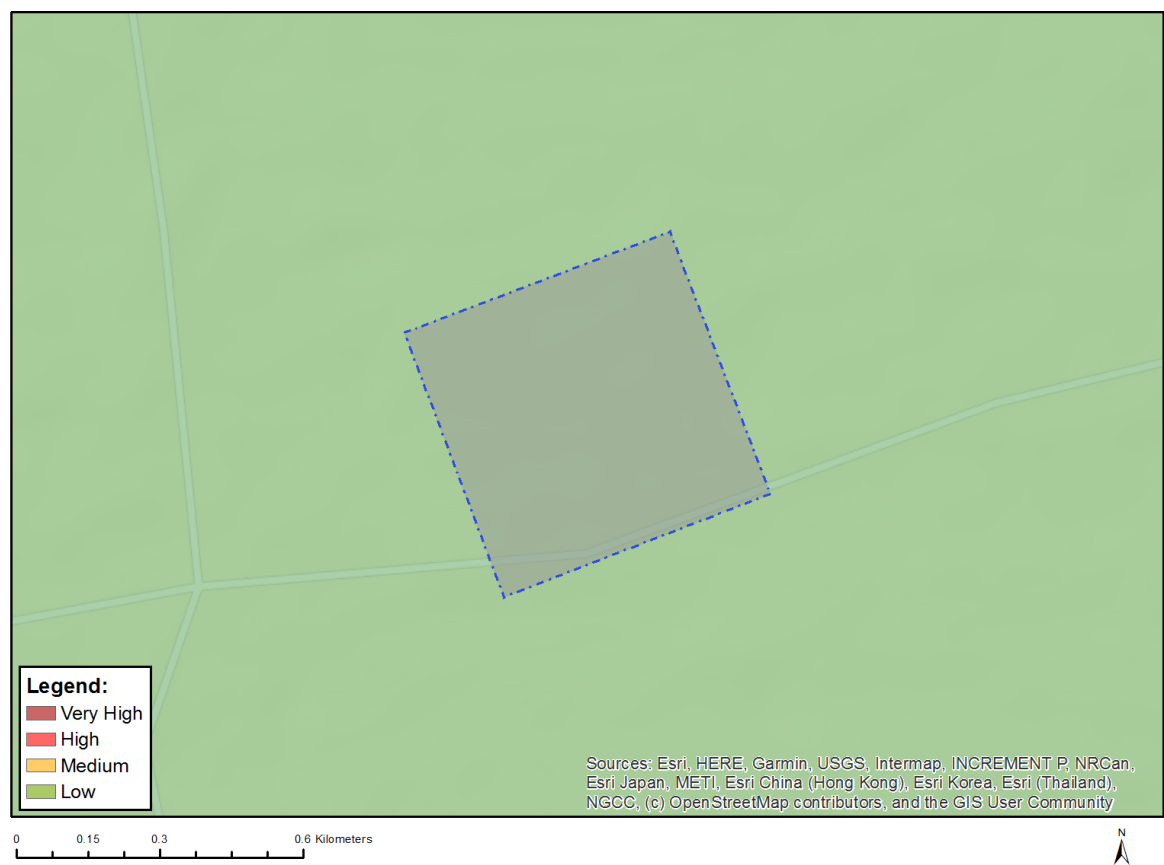 Legend:
Very High
High
Medium
Low
Sources: Esri, HERE, Garmin, USGS, Intermap, INCREMENT P, NRCan,
Esri Japan, METI, Esri China (Hong Kong), Esri Korea, Esri (Thailand),
NGCC, (c) OpenStreetMap contributors, and the GIS User Community
0 0.15 0.3 0.6 Kilometers
N